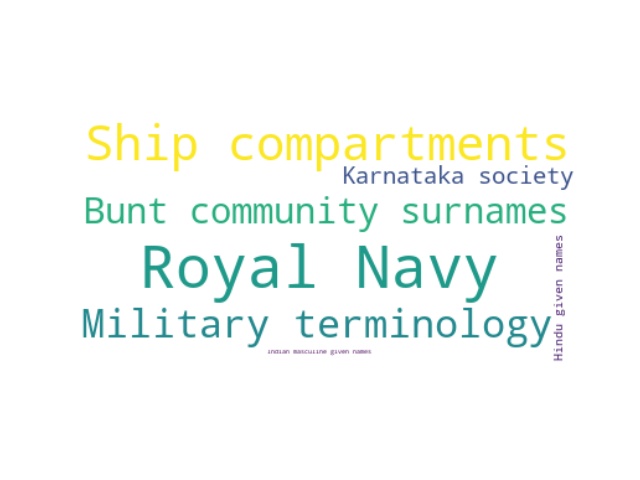 Ship compartments
Karnataka society
Bunt community surnames
Royal Navy
Hindu given names
Military terminology
Indian masculine given names